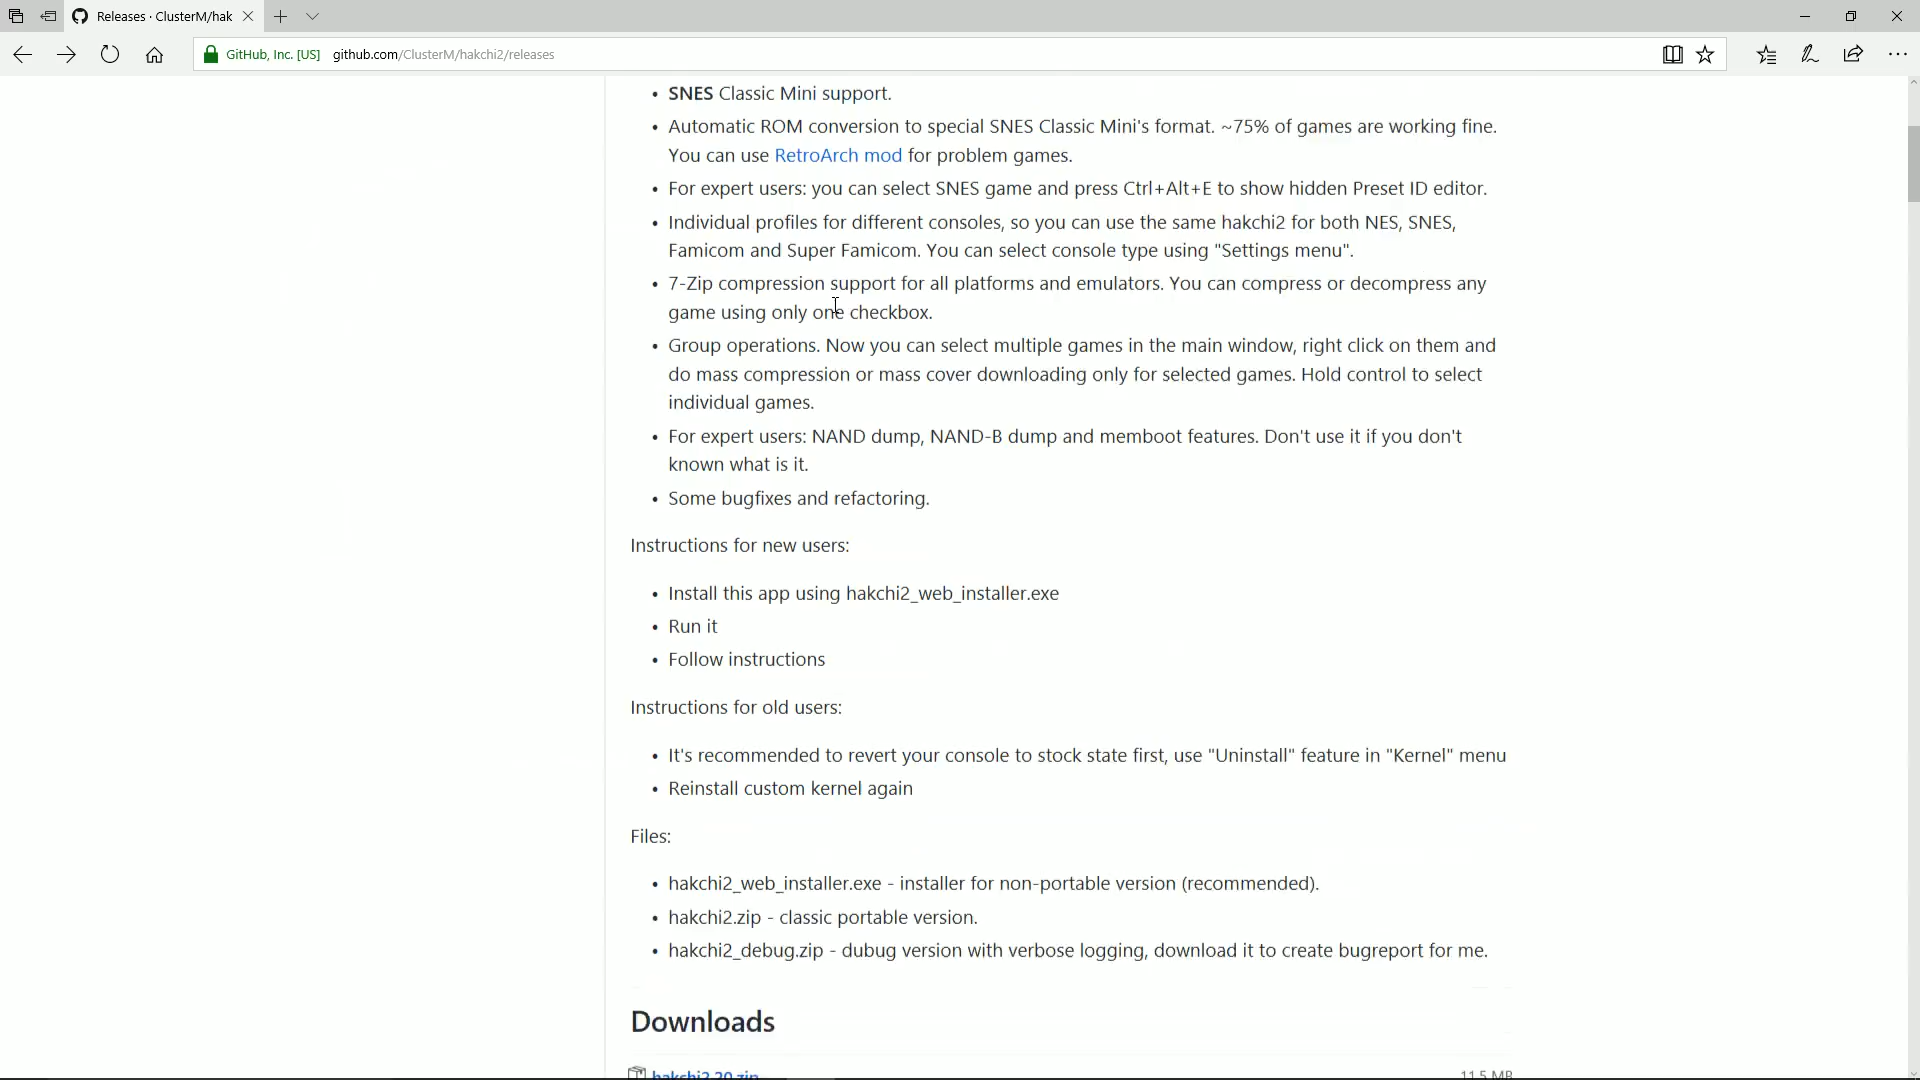 Releases · ClusterM/hak
GitHub, Inc. [US] github.com/ClusterM/hakchi2/releases
• SNES Classic Mini support.
• Automatic ROM conversion to special SNES Classic Mini's format. ~75% of games are working fine.
You can use RetroArch mod for problem games.
• For expert users: you can select SNES game and press Ctrl+Alt+E to show hidden Preset ID editor.
• Individual profiles for different consoles, so you can use the same hakchi2 for both NES, SNES,
Famicom and Super Famicom. You can select console type using "Settings menu".
• 7-Zip compression support for all platforms and emulators. You can compress or decompress any
game using only one checkbox.
• Group operations. Now you can select multiple games in the main window, right click on them and
do mass compression or mass cover downloading only for selected games. Hold control to select
individual games.
• For expert users: NAND dump, NAND-B dump and memboot features. Don't use it if you don't
known what is it.
• Some bugfixes and refactoring.
Instructions for new users:
• Install this app using hakchi2_web_installer.exe
• Run it
• Follow instructions
Instructions for old users:
• It's recommended to revert your console to stock state first, use "Uninstall" feature in "Kernel" menu
• Reinstall custom kernel again
Files:
• hakchi2_web_installer.exe - installer for non-portable version (recommended).
• hakchi2.zip - classic portable version.
• hakchi2_debug.zip - dubug version with verbose logging, download it to create bugreport for me.
Downloads
hakchi2.20.zip 11.5 MB